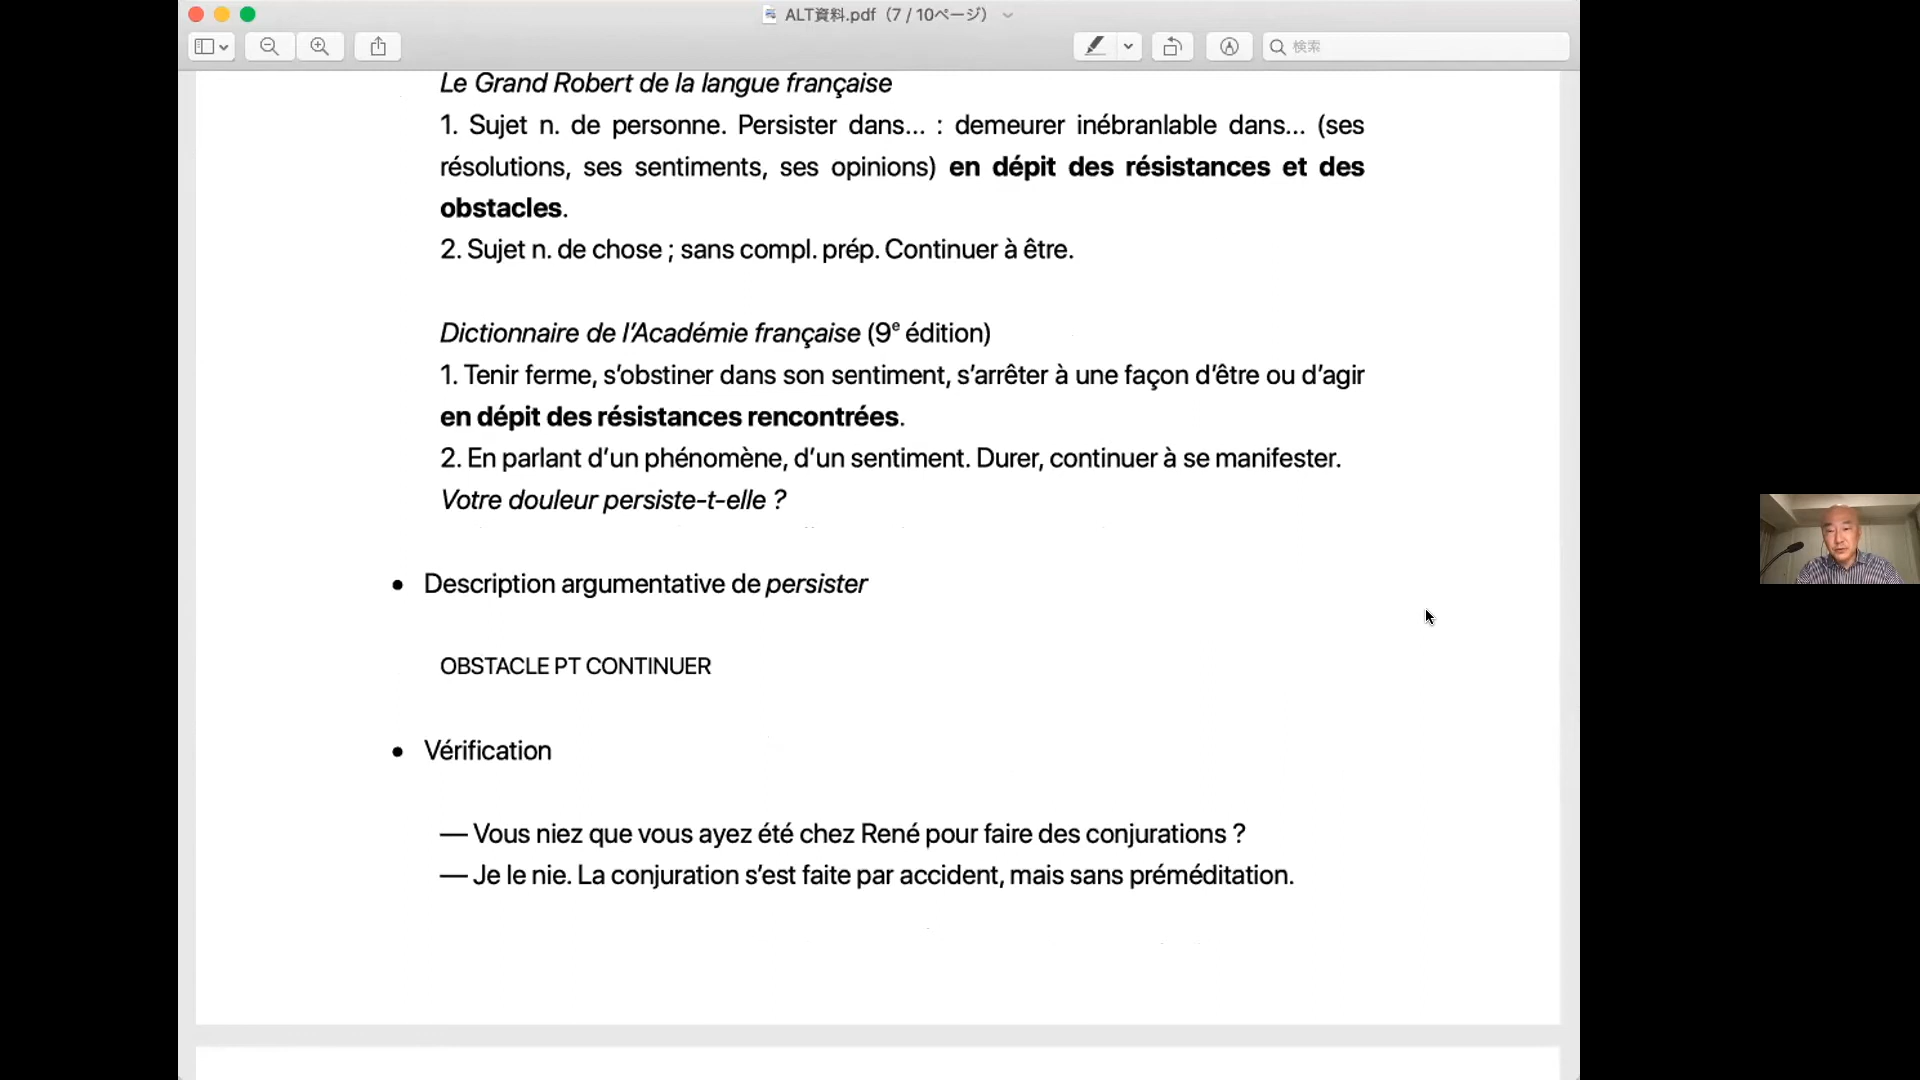 ALT資料.pdf（7 / 10ページ）
検索
Le Grand Robert de la langue française
1. Sujet n. de personne. Persister dans... : demeurer inébranlable dans... (ses
résolutions, ses sentiments, ses opinions) en dépit des résistances et des
obstacles.
2. Sujet n. de chose ; sans compl. prép. Continuer à être.
Dictionnaire de l’Académie française (9e édition)
1. Tenir ferme, s’obstiner dans son sentiment, s’arrêter à une façon d’être ou d’agir
en dépit des résistances rencontrées.
2. En parlant d’un phénomène, d’un sentiment. Durer, continuer à se manifester.
Votre douleur persiste-t-elle ?
• Description argumentative de persister
OBSTACLE PT CONTINUER
• Vérification
— Vous niez que vous ayez été chez René pour faire des conjurations ?
— Je le nie. La conjuration s’est faite par accident, mais sans préméditation.